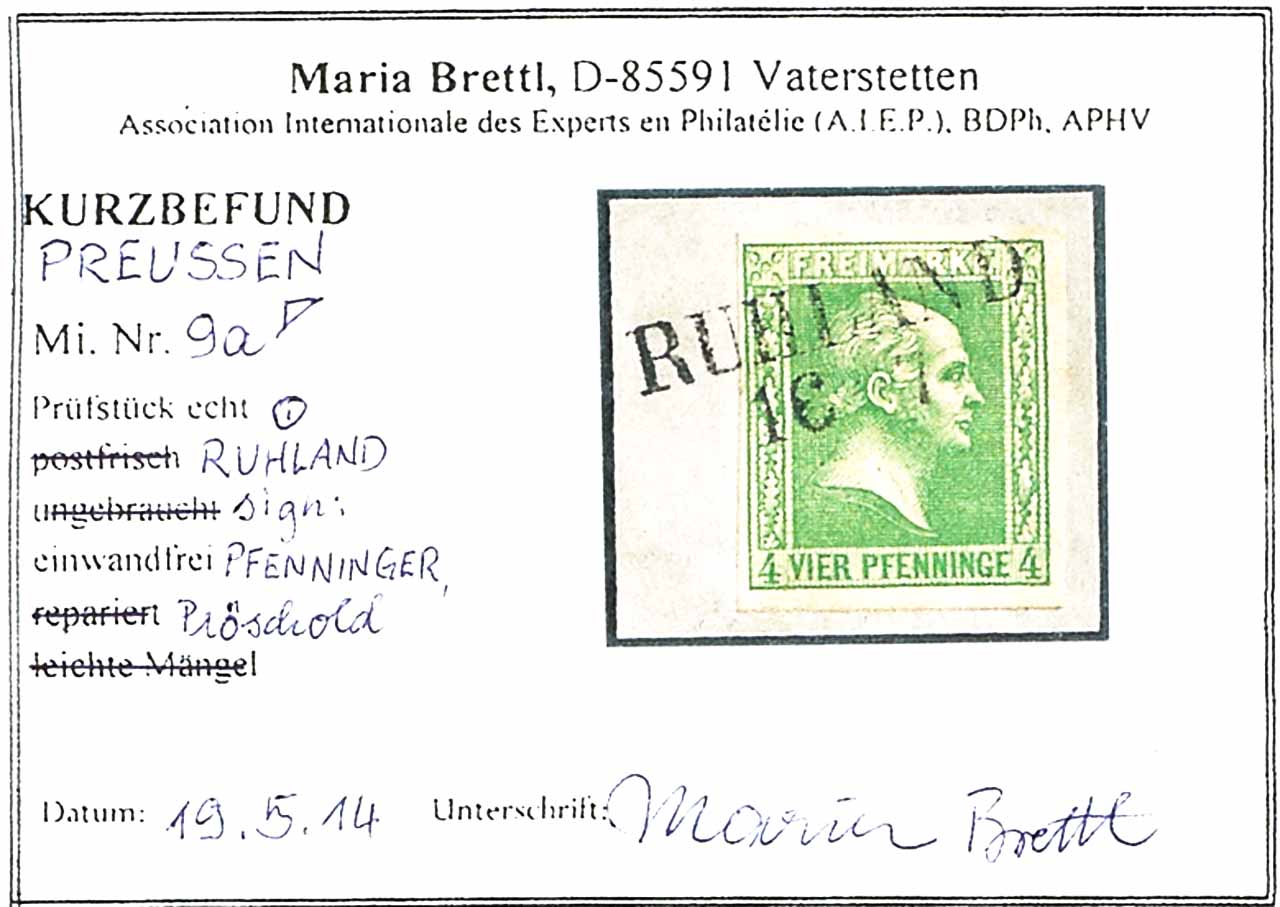 Maria Brettl, D-85591 Vaterstetten
Association Internationale des Experts en Philatélie (A.I.E.P.), BDPh, APHV
KURZBEFUND
PREUSSEN
Mi. Nr. 9a
Prüfstück echt
postfrisch RUHLAND
ungebraucht sign:
einwandfrei PFENNINGER,
repariert Pröschold
leichte Mängel
FREIMARKE
RUHLAND
7
4 VIER PFENNINGE 4
Datum: 19.5.14 Unterschrift: Maria Brettl